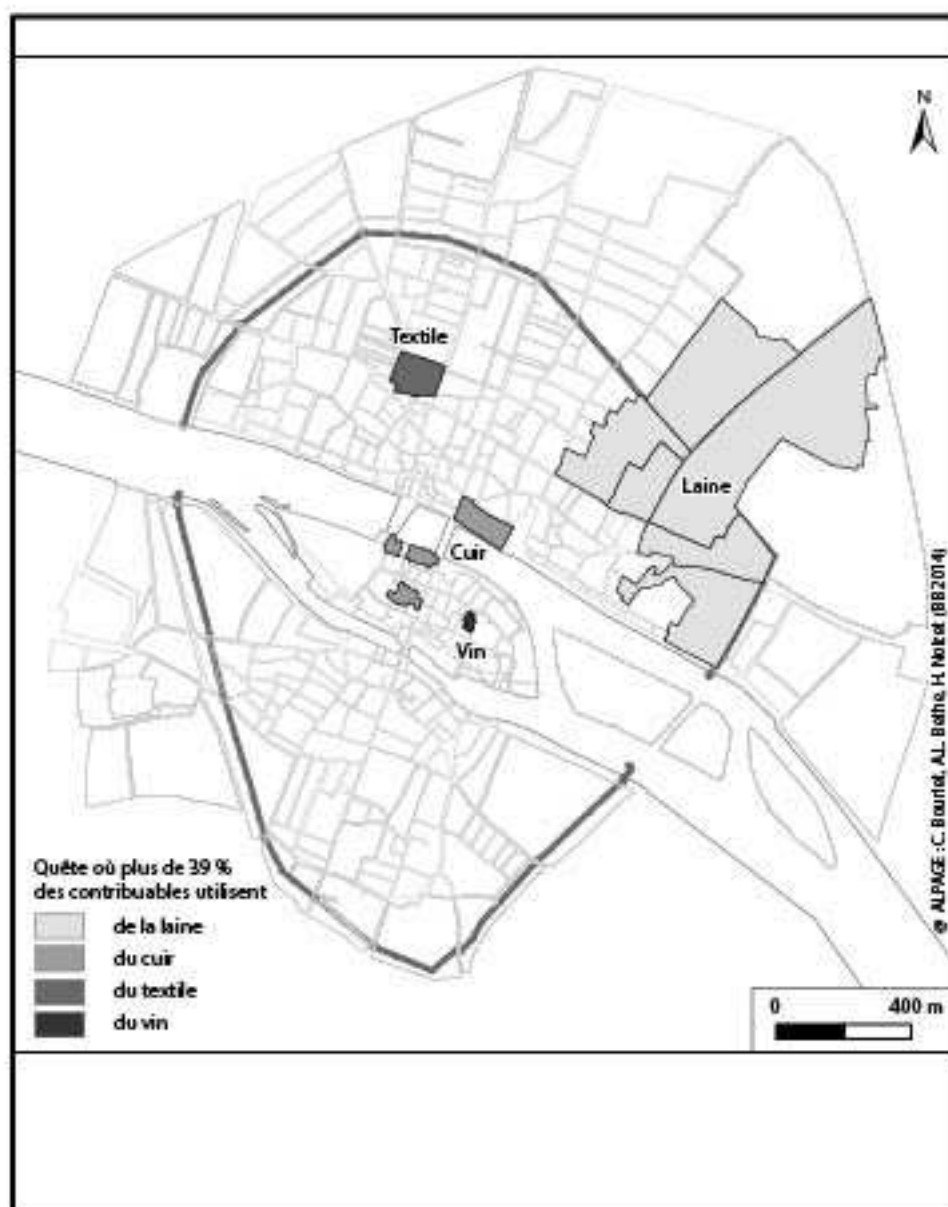 N
Textile
Laine
Cuir
Vin
Quête où plus de 39 %
des contribuables utilisent
de la laine
du cuir
du textile
du vin
0 400 m
© ALPAGE : C. Bourlet, A.L. Bethe, H. Noizet (BB2014)